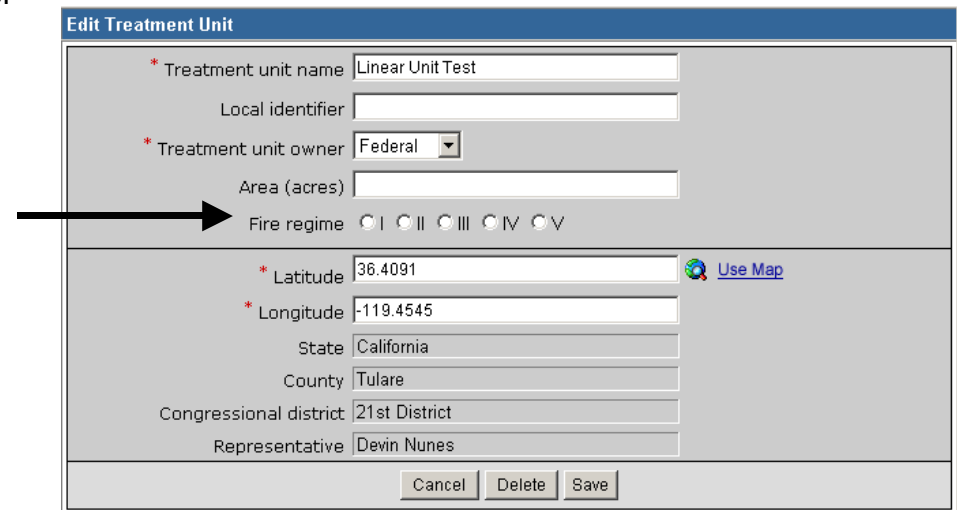 Edit Treatment Unit
* Treatment unit name Linear Unit Test
Local identifier
* Treatment unit owner Federal
Area (acres)
Fire regime I II III IV V
* Latitude 36.4091 Use Map
* Longitude -119.4545
State California
County Tulare
Congressional district 21st District
Representative Devin Nunes
Cancel Delete Save